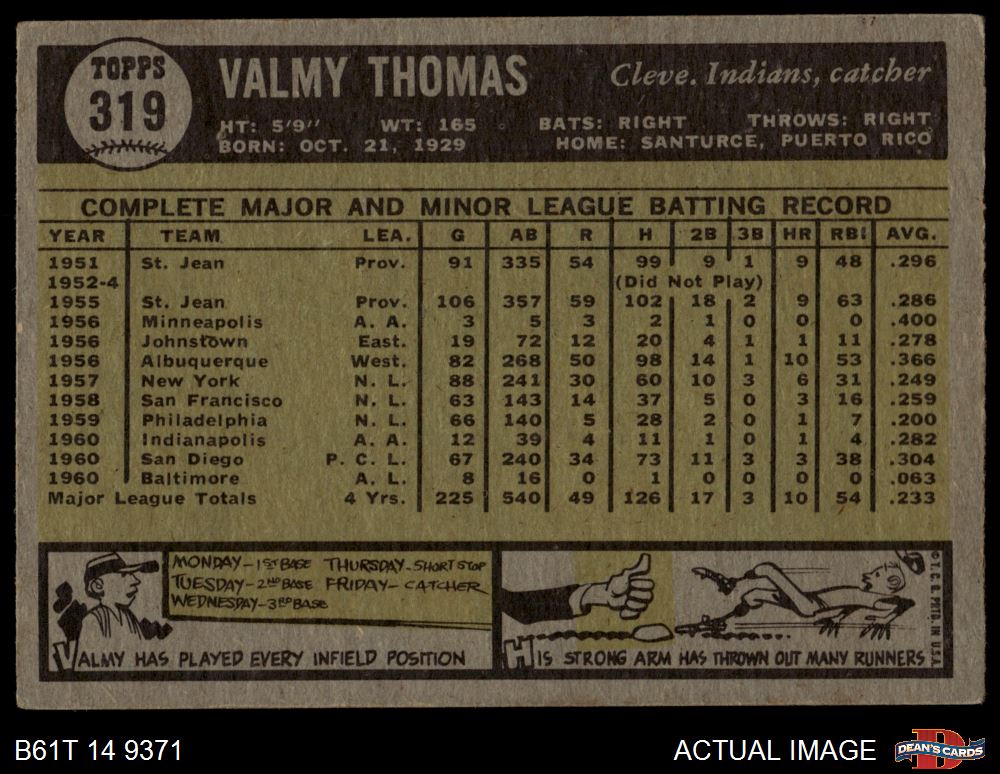 TOPPS
319
VALMY THOMAS
Cleve. Indians, catcher
HT: 5'9" WT: 165 BATS: RIGHT THROWS: RIGHT
BORN: OCT. 21, 1929 HOME: SANTURCE, PUERTO RICO
COMPLETE MAJOR AND MINOR LEAGUE BATTING RECORD
YEAR TEAM LEA. G AB R H 2B 3B HR RBI AVG.
1951 St. Jean Prov. 91 335 54 99 9 1 9 48 .296
1952-4 (Did Not Play)
1955 St. Jean Prov. 106 357 59 102 18 2 9 63 .286
1956 Minneapolis A. A. 3 5 3 2 1 0 0 0 .400
1956 Johnstown East. 19 72 12 20 4 1 1 11 .278
1956 Albuquerque West. 82 268 50 98 14 1 10 53 .366
1957 New York N. L. 88 241 30 60 10 3 6 31 .249
1958 San Francisco N. L. 63 143 14 37 5 0 3 16 .259
1959 Philadelphia N. L. 66 140 5 28 2 0 1 7 .200
1960 Indianapolis A. A. 12 39 4 11 1 0 1 4 .282
1960 San Diego P. C. L. 67 240 34 73 11 3 3 38 .304
1960 Baltimore A. L. 8 16 0 1 0 0 0 0 .063
Major League Totals 4 Yrs. 225 540 49 126 17 3 10 54 .233
MONDAY-1ST BASE THURSDAY-SHORT STOP
TUESDAY-2ND BASE FRIDAY-CATCHER
WEDNESDAY-3RD BASE
VALMY HAS PLAYED EVERY INFIELD POSITION
HIS STRONG ARM HAS THROWN OUT MANY RUNNERS
© T. C. G. PRTD. IN U.S.A.
B61T 14 9371
ACTUAL IMAGE
D
DEAN'S CARDS